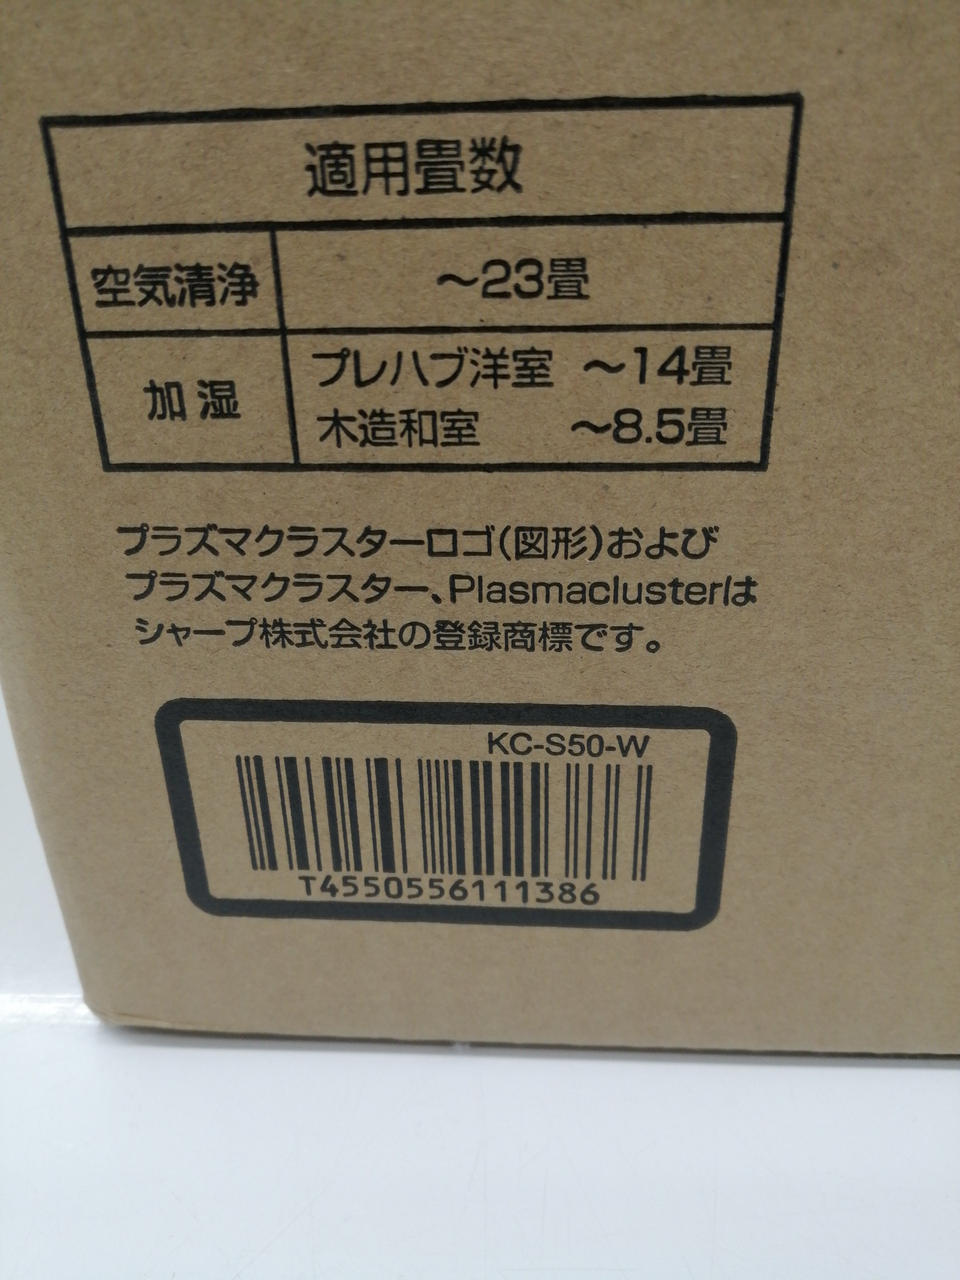 適用畳数
空気清浄 ～23畳
加湿 プレハブ洋室 ～14畳
木造和室 ～8.5畳
プラズマクラスターロゴ(図形)および
プラズマクラスター、Plasmaclusterは
シャープ株式会社の登録商標です。
KC-S50-W
T4550556111386